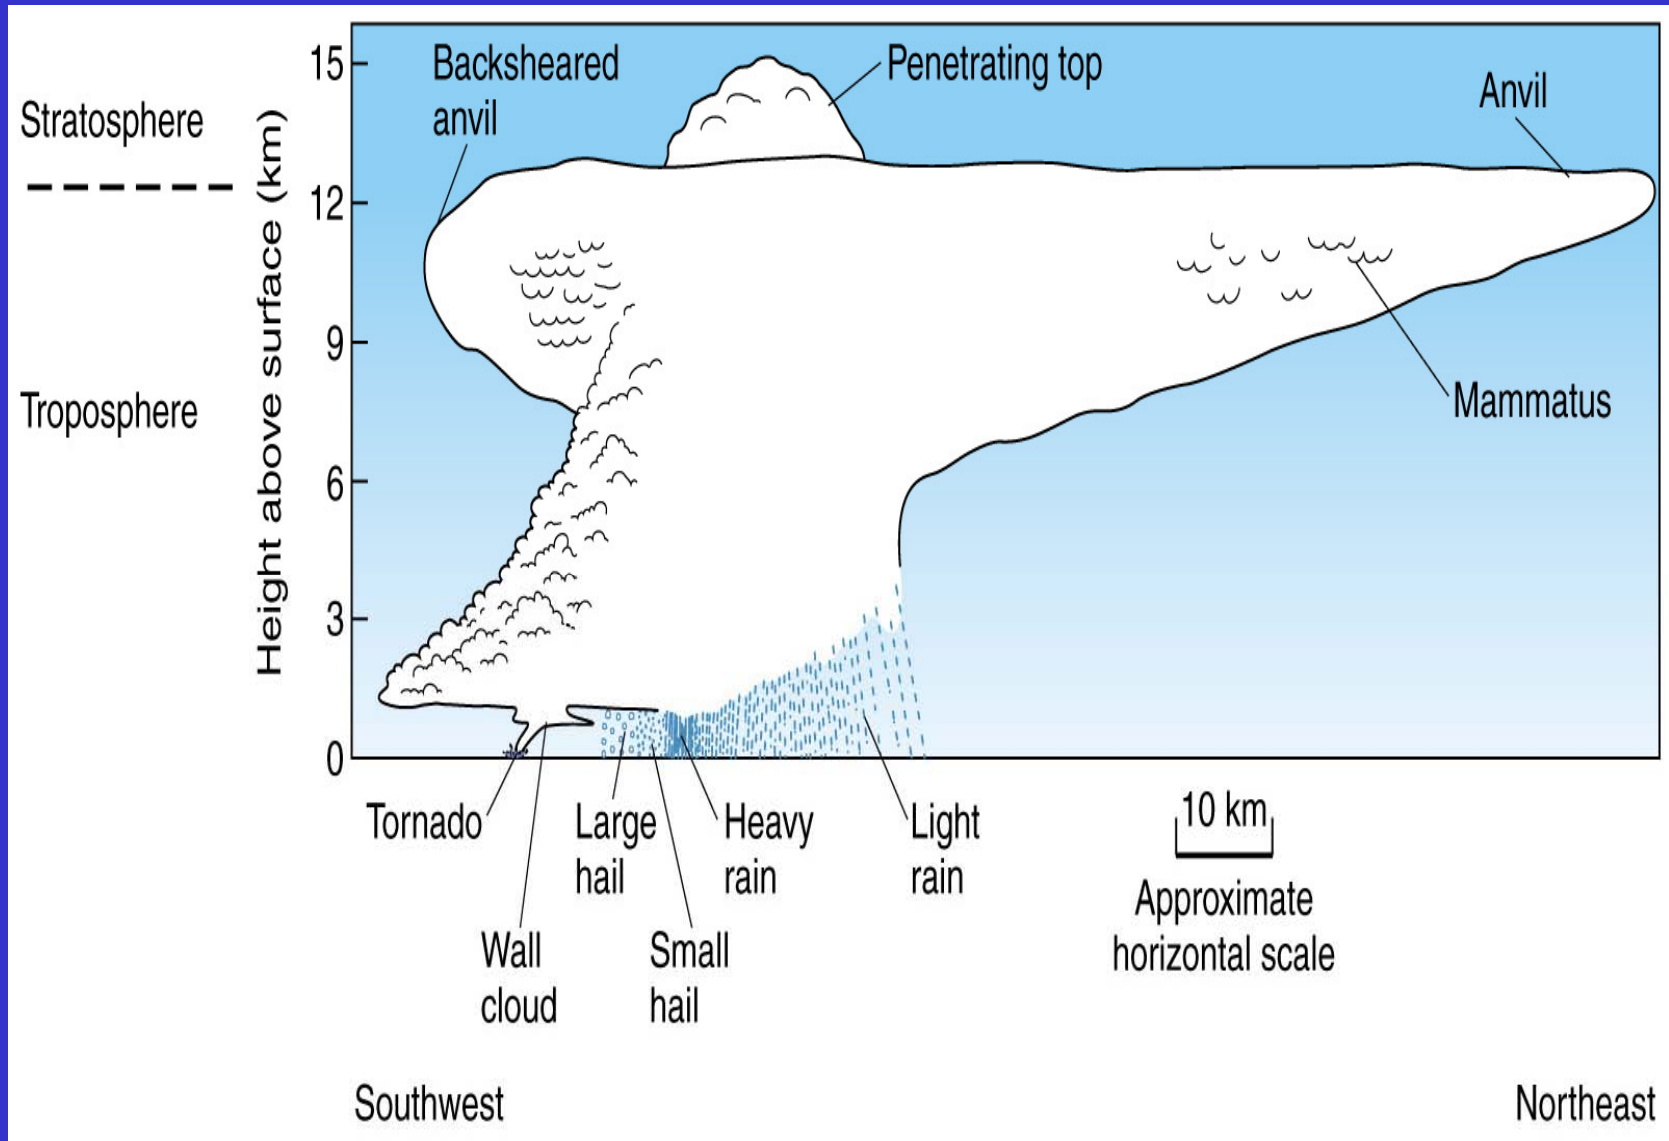 15
Backsheared
anvil
Penetrating top
Anvil
Stratosphere
12
Height above surface (km)
9
Troposphere
Mammatus
6
3
0
Tornado
Large
hail
Heavy
rain
Light
rain
10 km
Approximate
horizontal scale
Wall
cloud
Small
hail
Southwest
Northeast